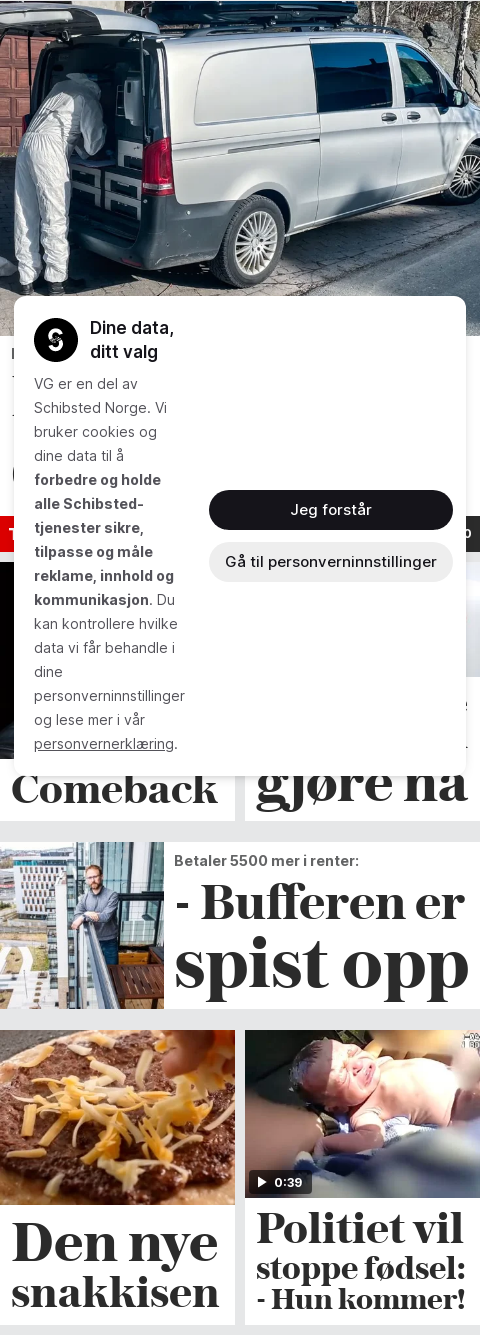 Dine data,
ditt valg
VG er en del av
Schibsted Norge. Vi
bruker cookies og
dine data til å
forbedre og holde
alle Schibsted-
tjenester sikre,
tilpasse og måle
reklame, innhold og
kommunikasjon. Du
kan kontrollere hvilke
data vi får behandle i
dine
personverninnstillinger
og lese mer i vår
personvernerklæring.
Jeg forstår
Gå til personverninnstillinger
Comeback
gjøre nå
Betaler 5500 mer i renter:
- Bufferen er
spist opp
Den nye
snakkisen
0:39
Politiet vil
stoppe fødsel:
- Hun kommer!